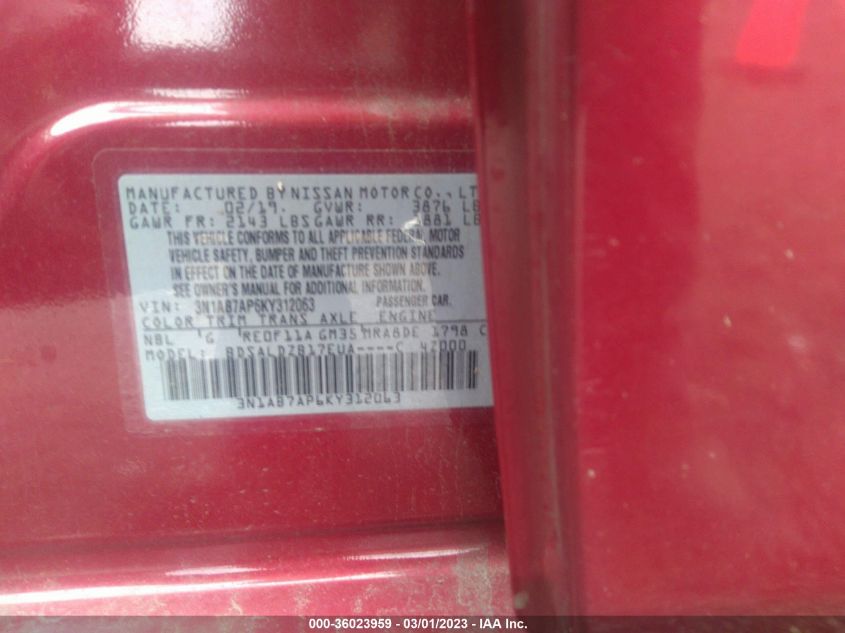 MANUFACTURED BY NISSAN MOTOR CO., LT
DATE: 02/19. GVWR: 3876 LB
GAWR FR: 2143 LBS GAWR RR: 1881 LB
THIS VEHICLE CONFORMS TO ALL APPLICABLE FEDERAL MOTOR
VEHICLE SAFETY, BUMPER AND THEFT PREVENTION STANDARDS
IN EFFECT ON THE DATE OF MANUFACTURE SHOWN ABOVE.
SEE OWNER'S MANUAL FOR ADDITIONAL INFORMATION.
VIN: 3N1AB7AP6KY312063 PASSENGER CAR.
COLOR TRIM TRANS AXLE ENGINE
NBL G RE0F11A GM35 MRA8DE 1798 C
MODEL: 42000
3N1AB7AP6KY312063
000-36023959 - 03/01/2023 - IAA Inc.